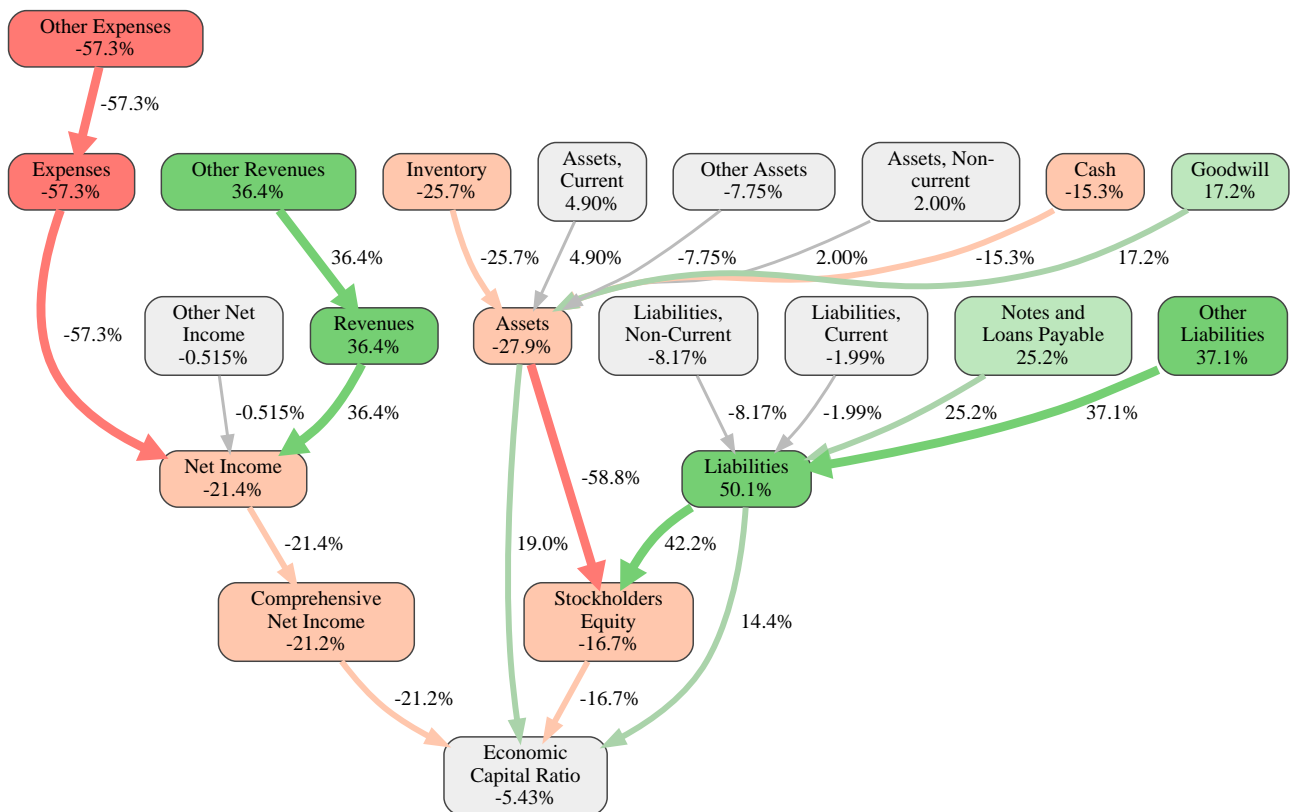 Other Expenses
-57.3%
-57.3%
Expenses
-57.3%
Other Revenues
36.4%
Inventory
-25.7%
Assets,
Current
4.90%
Other Assets
-7.75%
Assets, Non-
current
2.00%
Cash
-15.3%
Goodwill
17.2%
36.4%
-25.7%
4.90%
-7.75%
2.00%
-15.3%
17.2%
-57.3%
Other Net
Income
-0.515%
Revenues
36.4%
Assets
-27.9%
Liabilities,
Non-Current
-8.17%
Liabilities,
Current
-1.99%
Notes and
Loans Payable
25.2%
Other
Liabilities
37.1%
-0.515%
36.4%
-8.17%
-1.99%
25.2%
37.1%
Net Income
-21.4%
-58.8%
Liabilities
50.1%
-21.4%
19.0%
42.2%
Comprehensive
Net Income
-21.2%
Stockholders
Equity
-16.7%
14.4%
-21.2%
-16.7%
Economic
Capital Ratio
-5.43%